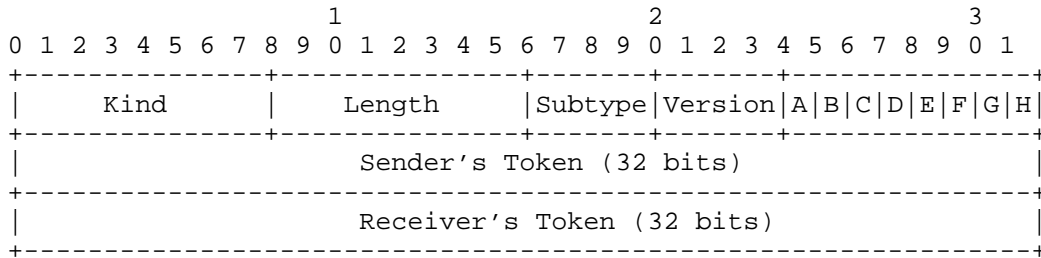 1                   2                   3
 0 1 2 3 4 5 6 7 8 9 0 1 2 3 4 5 6 7 8 9 0 1 2 3 4 5 6 7 8 9 0 1
+---------------+---------------+-------+-------+---------------+
|     Kind      |    Length     |Subtype|Version|A|B|C|D|E|F|G|H|
+---------------+---------------+-------+-------+---------------+
|                     Sender’s Token (32 bits)                  |
+---------------------------------------------------------------+
|                     Receiver’s Token (32 bits)                |
+---------------------------------------------------------------+